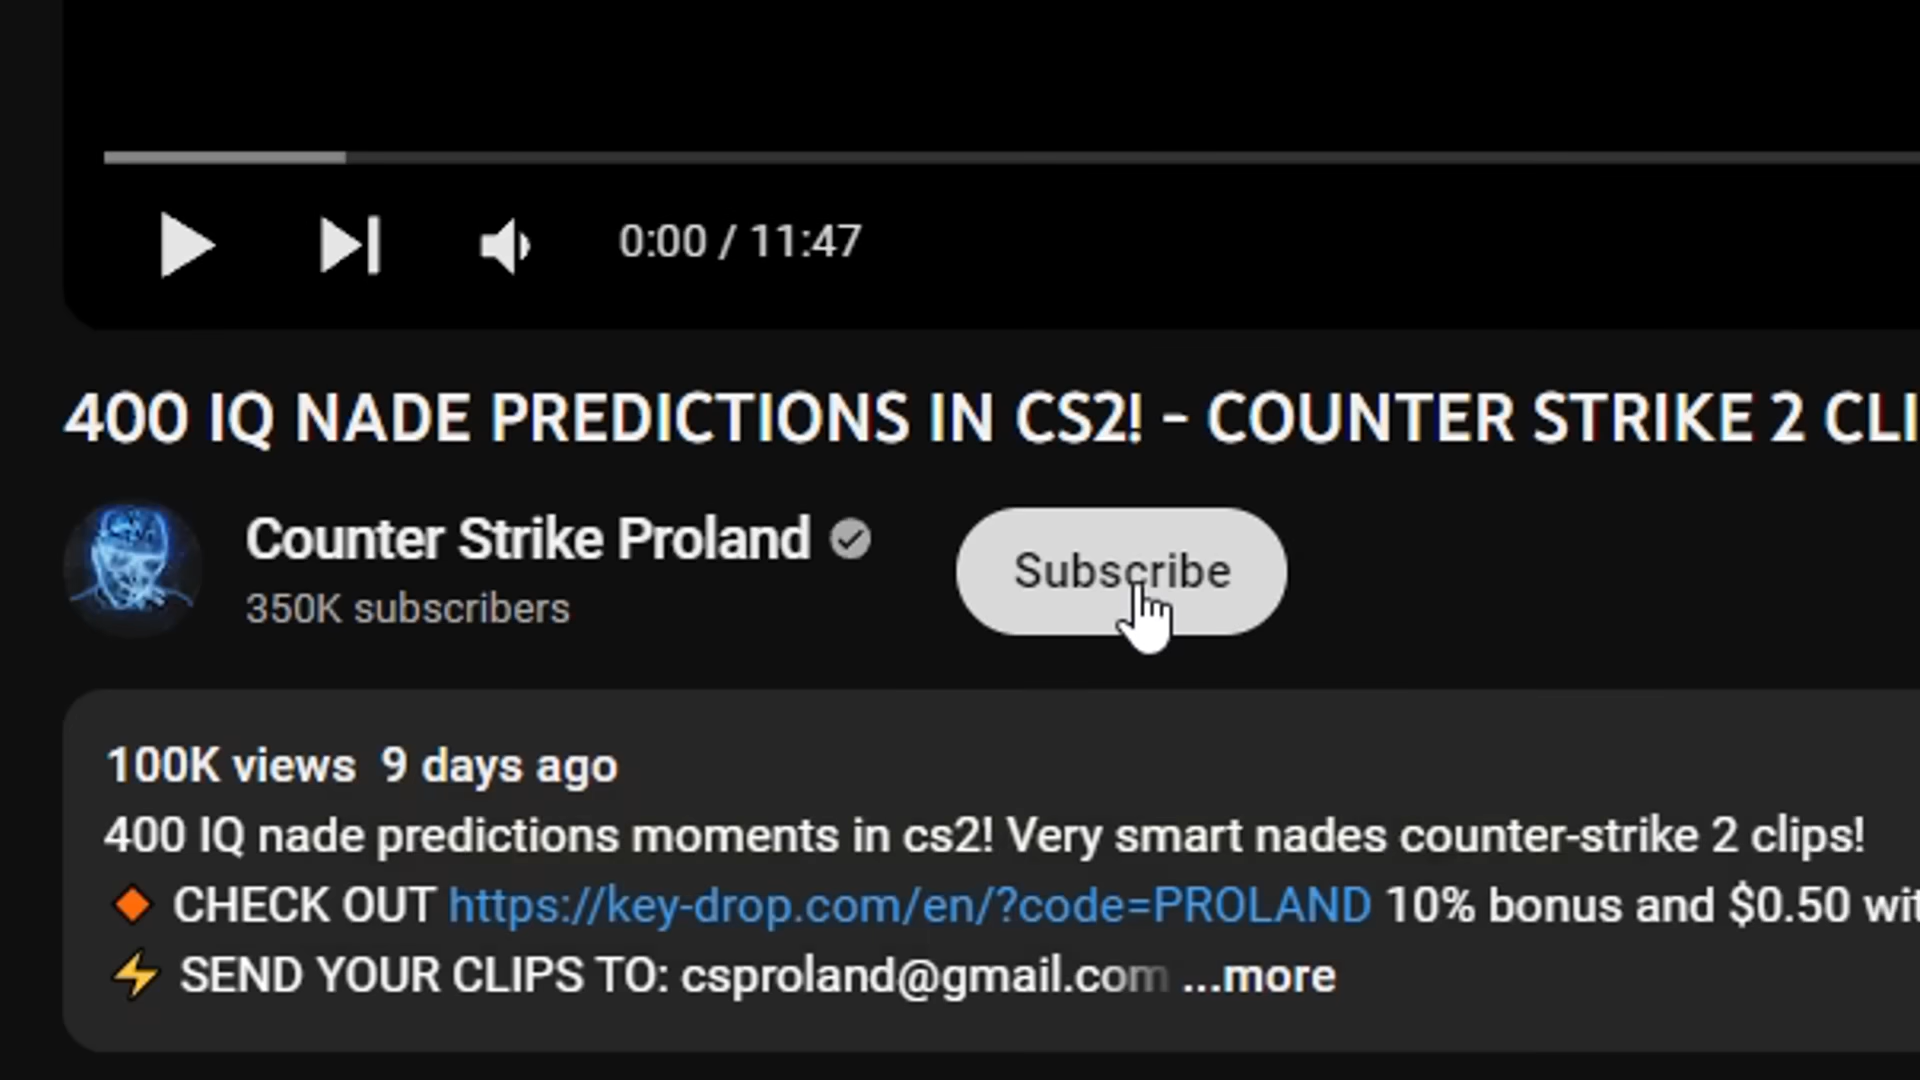 0:00 / 11:47
400 IQ NADE PREDICTIONS IN CS2! - COUNTER STRIKE 2 CLI
Counter Strike Proland
350K subscribers
Subscribe
100K views 9 days ago
400 IQ nade predictions moments in cs2! Very smart nades counter-strike 2 clips!
🔸 CHECK OUT https://key-drop.com/en/?code=PROLAND 10% bonus and $0.50 wit
⚡ SEND YOUR CLIPS TO: csproland@gmail.com ...more